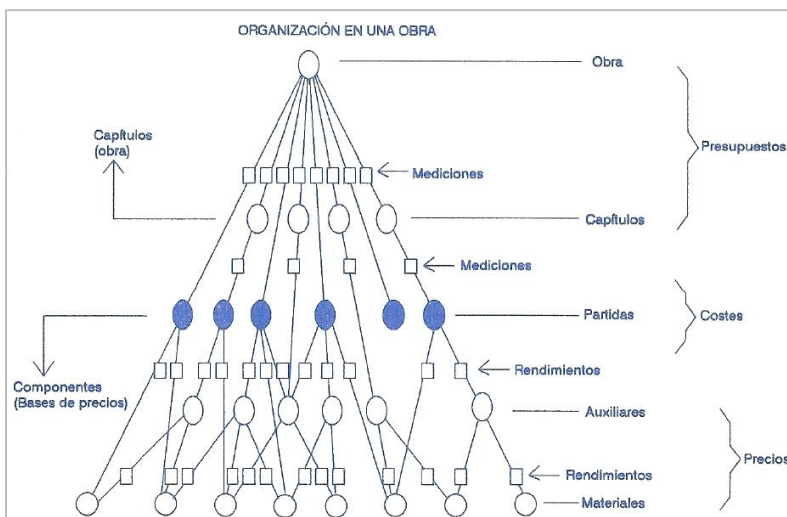 ORGANIZACIÓN EN UNA OBRA
Obra
Capítulos
(obra)
Presupuestos
Mediciones
Capítulos
Mediciones
Partidas
Costes
Rendimientos
Componentes
(Bases de precios)
Auxiliares
Precios
Rendimientos
Materiales